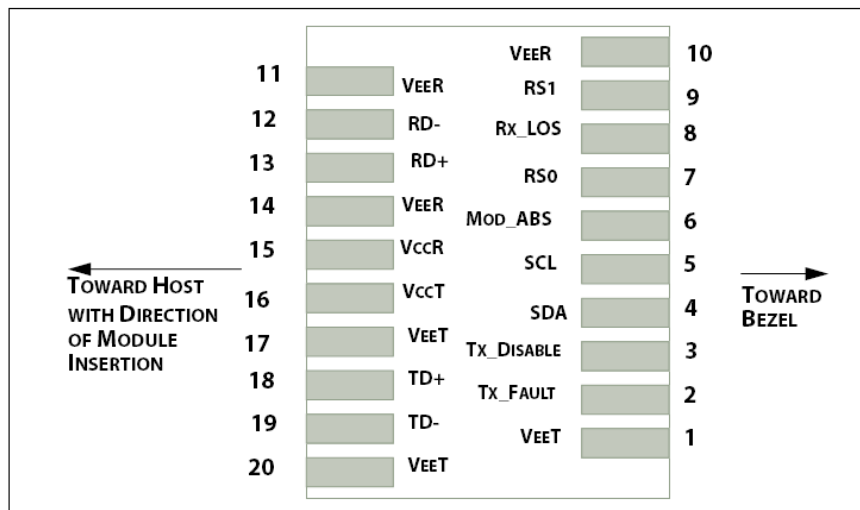 11 VEER
12 RD-
13 RD+
14 VEER
15 VCCR
16 VCCT
17 VEET
18 TD+
19 TD-
20 VEET
VEER 10
RS1 9
RX_LOS 8
RS0 7
MOD_ABS 6
SCL 5
SDA 4
TX_DISABLE 3
TX_FAULT 2
VEET 1
TOWARD HOST
WITH DIRECTION
OF MODULE
INSERTION
TOWARD
BEZEL